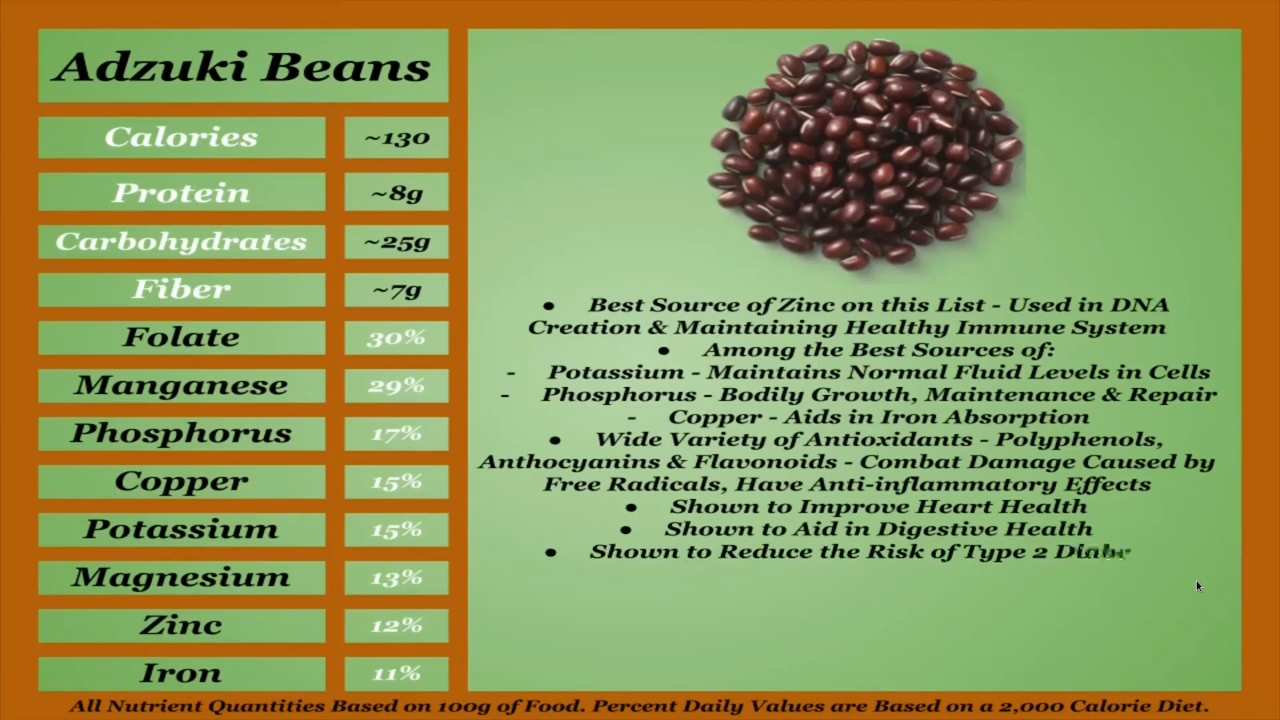 Adzuki Beans
Calories ~130
Protein ~8g
Carbohydrates ~25g
Fiber ~7g
Folate 30%
Manganese 29%
Phosphorus 17%
Copper 15%
Potassium 15%
Magnesium 13%
Zinc 12%
Iron 11%
● Best Source of Zinc on this List - Used in DNA
Creation & Maintaining Healthy Immune System
● Among the Best Sources of:
- Potassium - Maintains Normal Fluid Levels in Cells
- Phosphorus - Bodily Growth, Maintenance & Repair
- Copper - Aids in Iron Absorption
● Wide Variety of Antioxidants - Polyphenols,
Anthocyanins & Flavonoids - Combat Damage Caused by
Free Radicals, Have Anti-inflammatory Effects
● Shown to Improve Heart Health
● Shown to Aid in Digestive Health
● Shown to Reduce the Risk of Type 2
All Nutrient Quantities Based on 100g of Food. Percent Daily Values are Based on a 2,000 Calorie Diet.